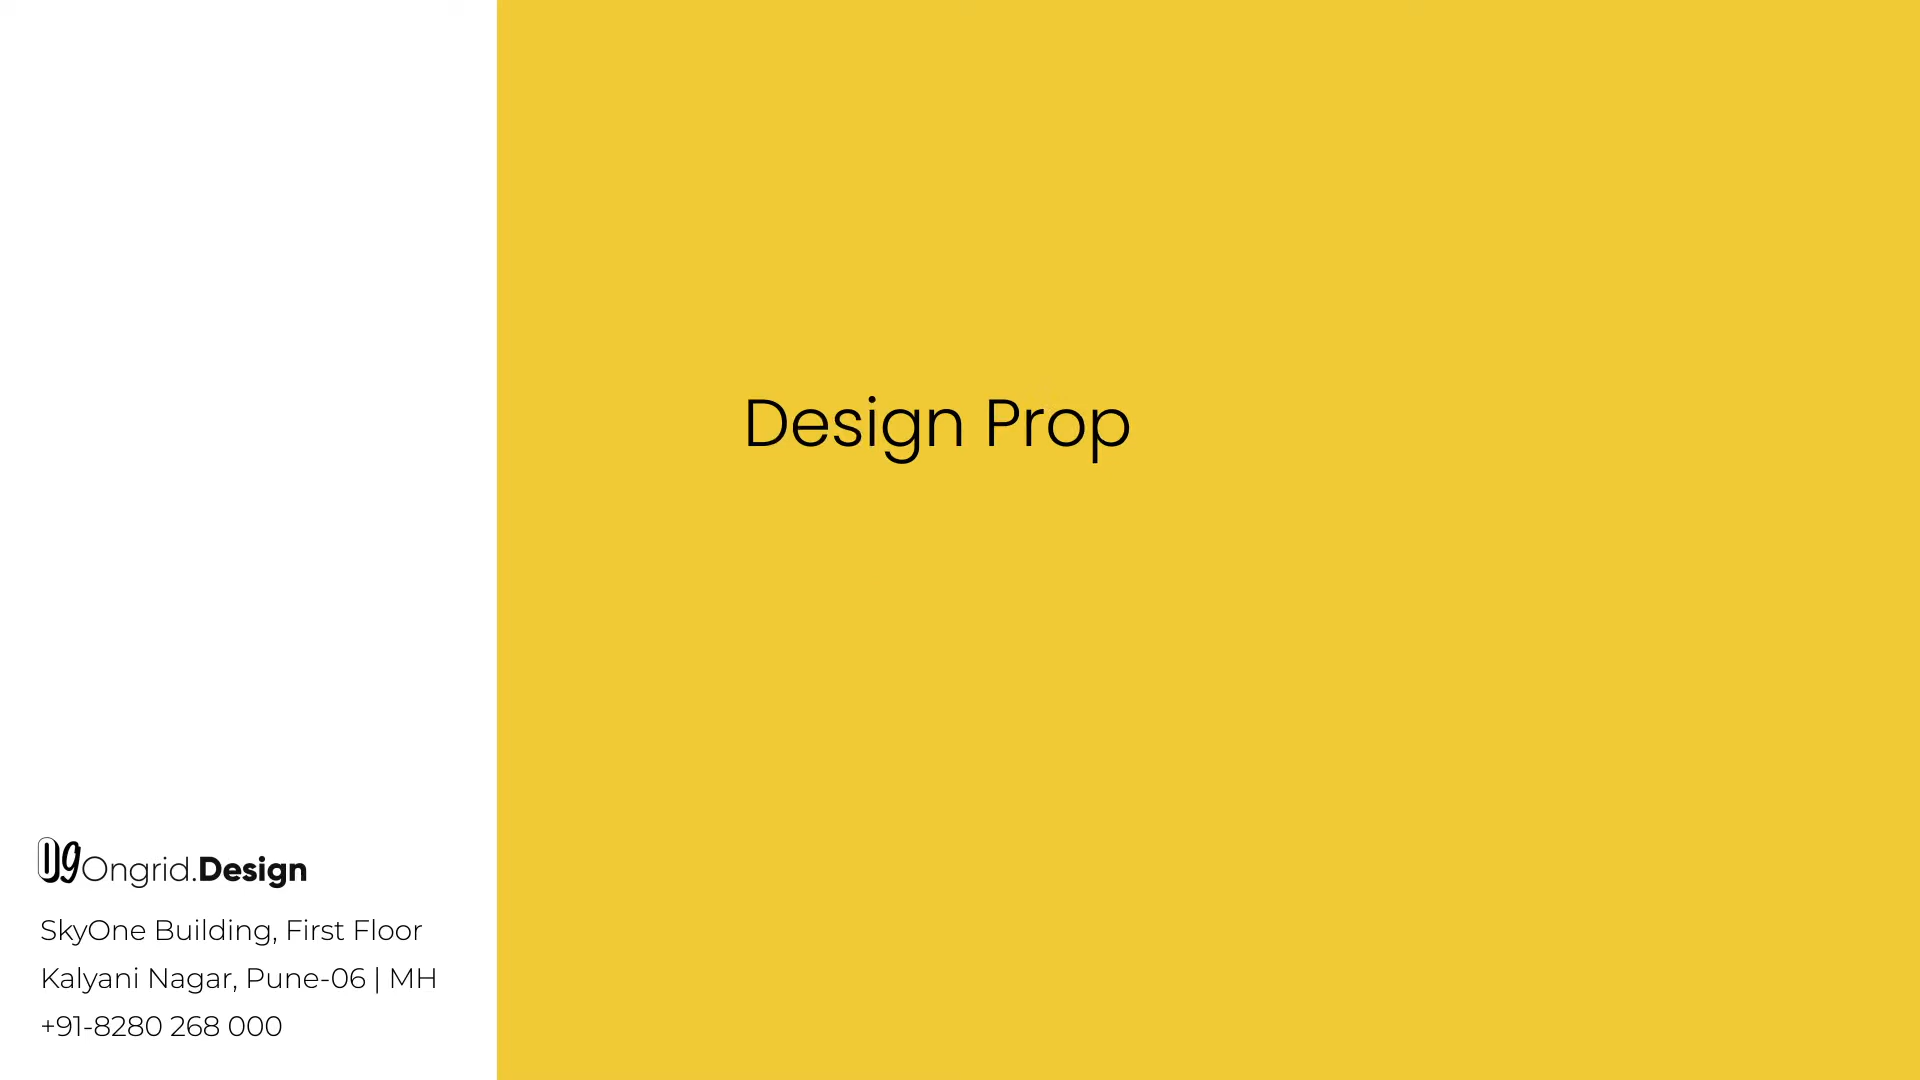 Design Prop
Ongrid.Design
SkyOne Building, First Floor
Kalyani Nagar, Pune-06 | MH
+91-8280 268 000